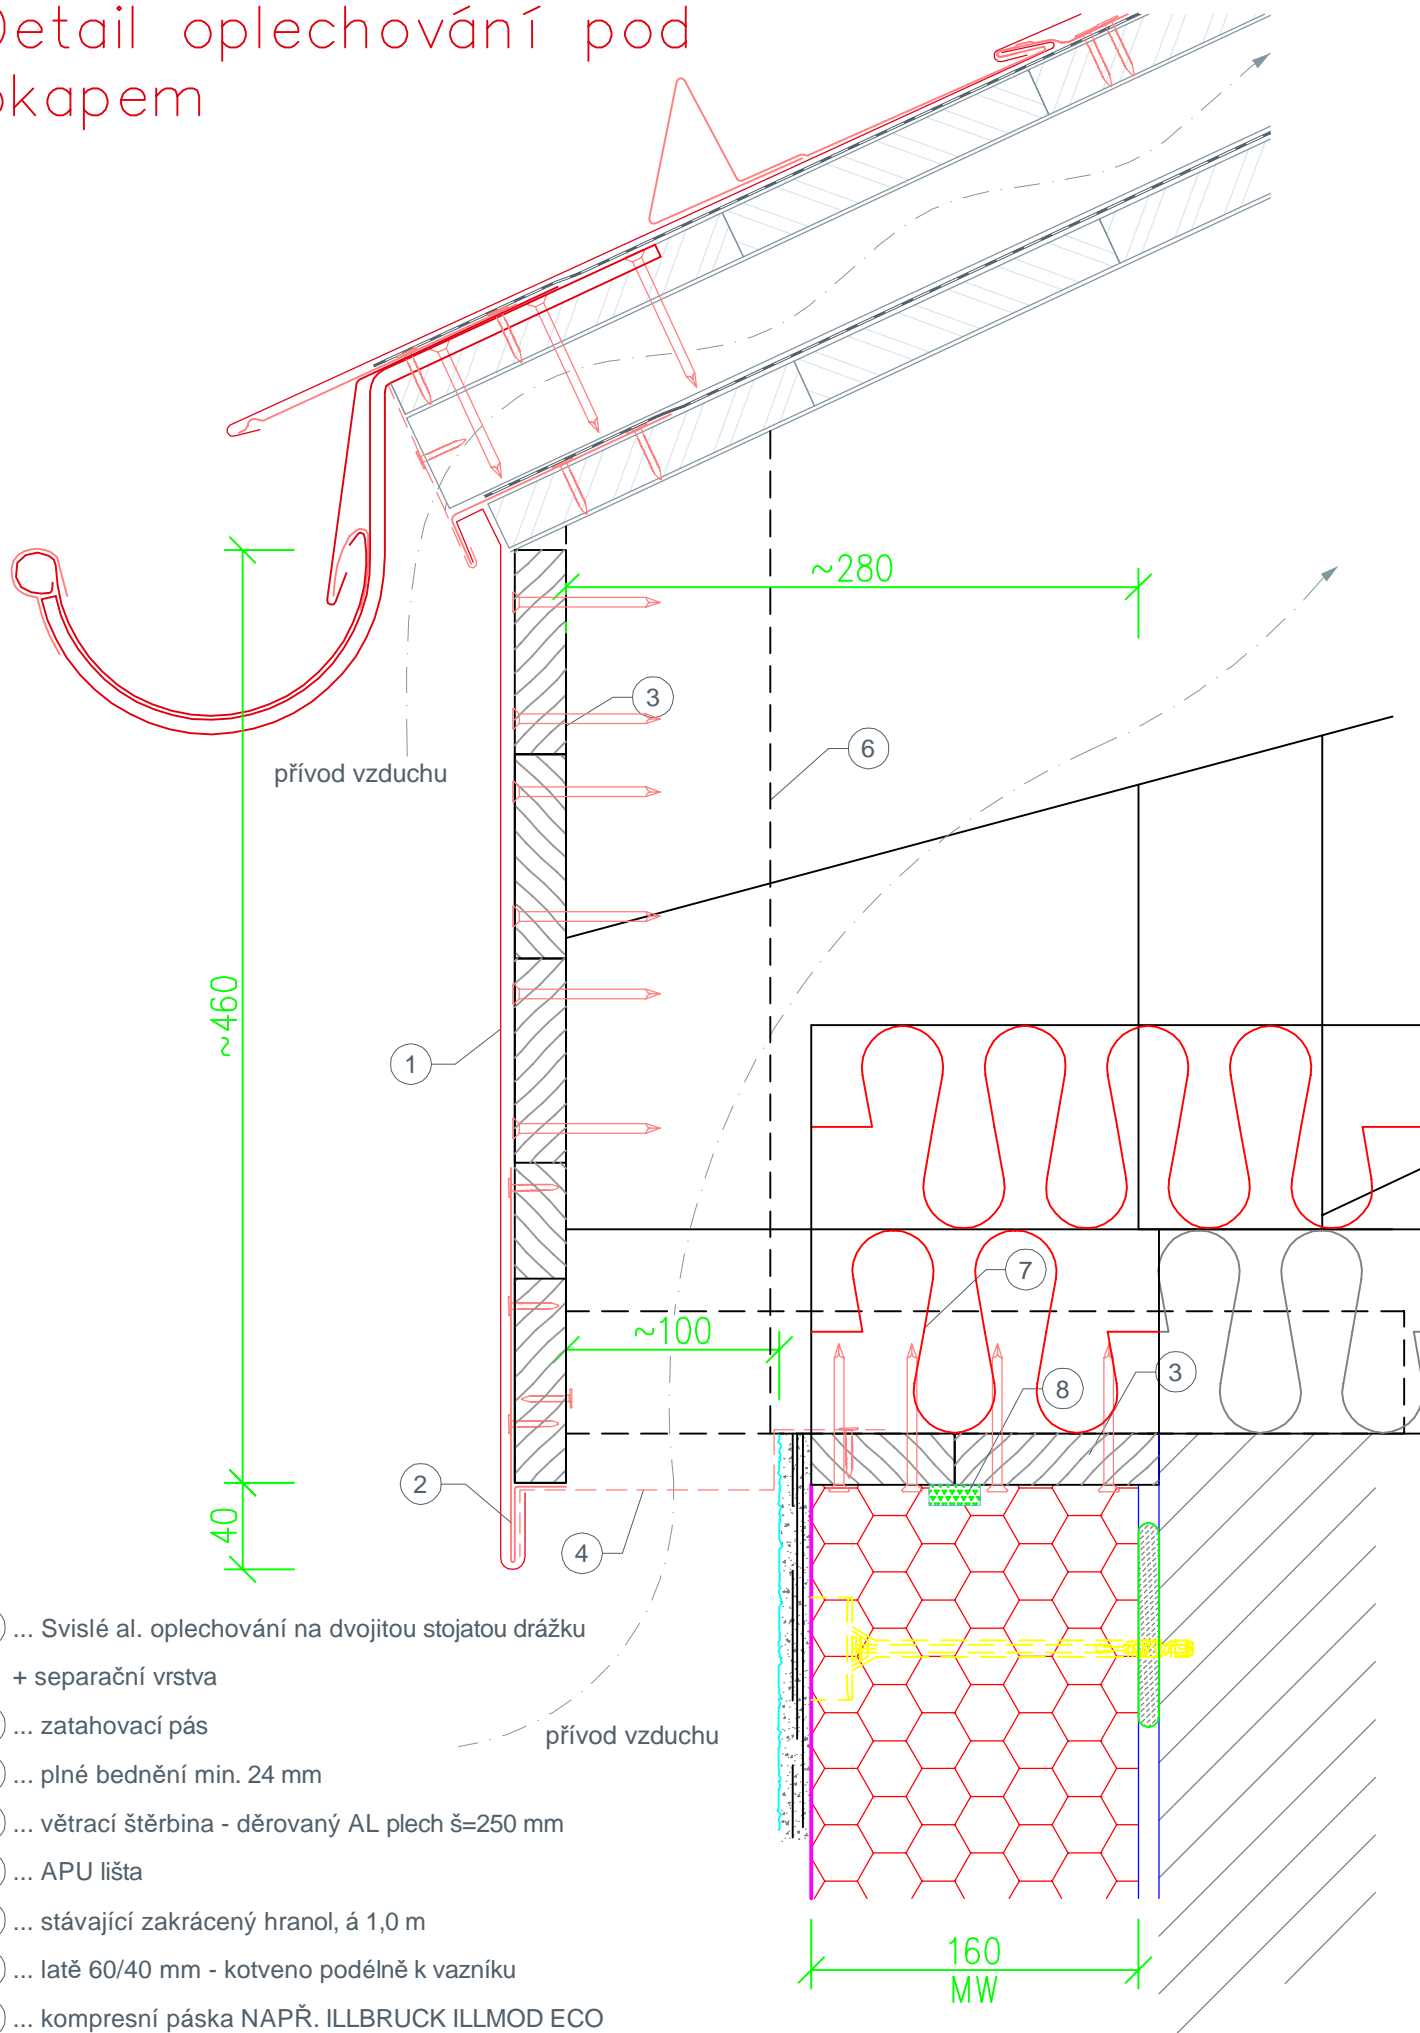 Detail oplechování pod
okapem
~280
3
6
přívod vzduchu
~460
1
7
~100
3
8
2
40
4
... Svislé al. oplechování na dvojitou stojatou drážku
+ separační vrstva
... zatahovací pás
přívod vzduchu
... plné bednění min. 24 mm
... větrací štěrbina - děrovaný AL plech š=250 mm
... APU lišta
... stávající zakrácený hranol, á 1,0 m
160
... latě 60/40 mm - kotveno podélně k vazníku
MW
... kompresní páska NAPŘ. ILLBRUCK ILLMOD ECO